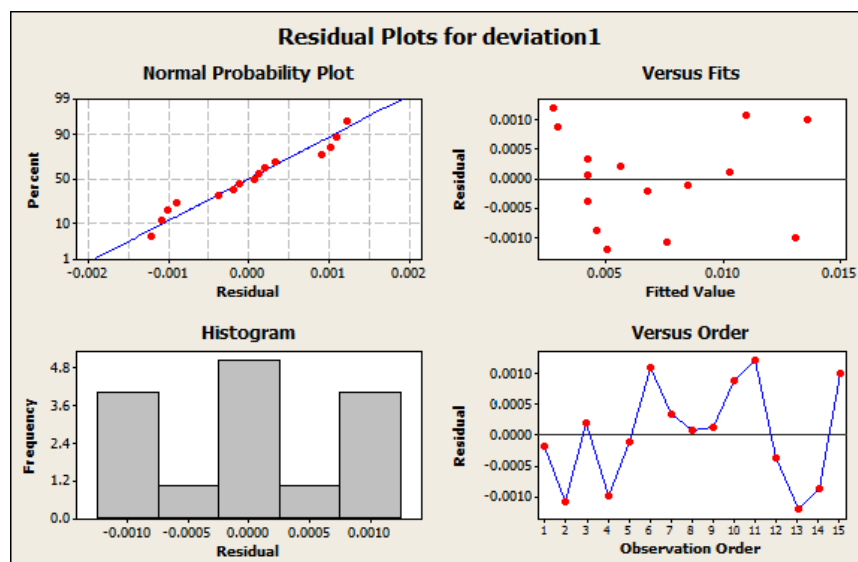 Residual Plots for deviation1
Normal Probability Plot
99
90
50
10
1
Percent
-0.002 -0.001 0.000 0.001 0.002
Residual
Versus Fits
0.0010
0.0005
0.0000
-0.0005
-0.0010
Residual
0.005 0.010 0.015
Fitted Value
Histogram
4.8
3.6
2.4
1.2
0.0
Frequency
-0.0010 -0.0005 0.0000 0.0005 0.0010
Residual
Versus Order
0.0010
0.0005
0.0000
-0.0005
-0.0010
Residual
1 2 3 4 5 6 7 8 9 10 11 12 13 14 15
Observation Order